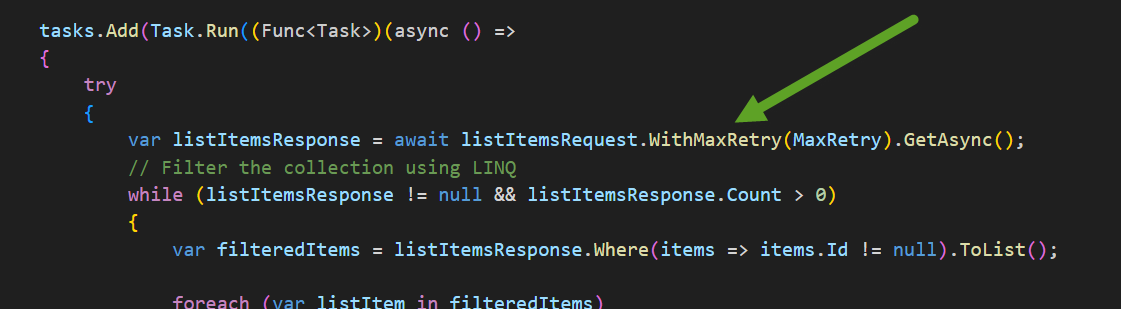 tasks.Add(Task.Run((Func<Task>)(async () =>
{
try
{
var listItemsResponse = await listItemsRequest.WithMaxRetry(MaxRetry).GetAsync();
// Filter the collection using LINQ
while (listItemsResponse != null && listItemsResponse.Count > 0)
{
var filteredItems = listItemsResponse.Where(items => items.Id != null).ToList();
foreach (var listItem in filteredItems)